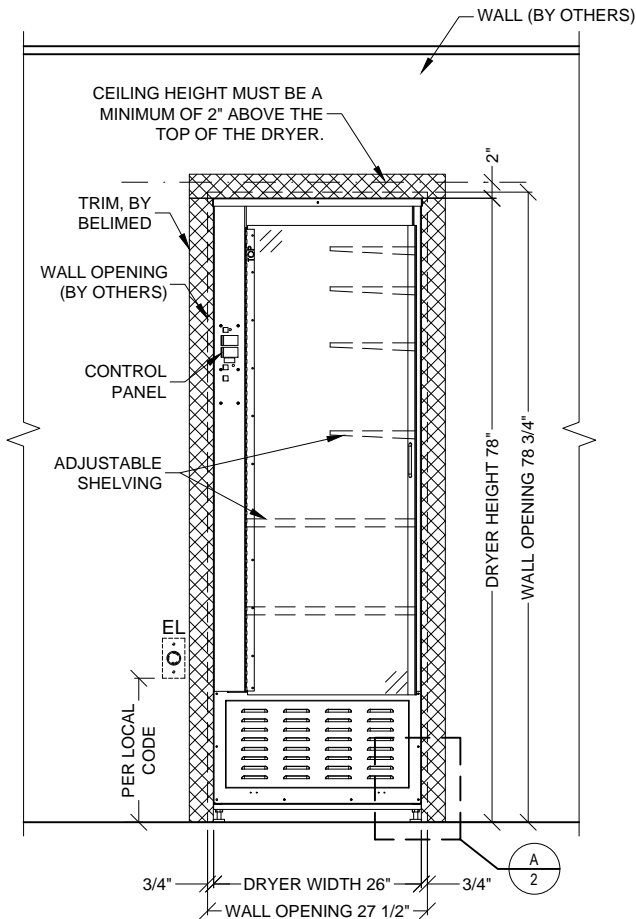 WALL (BY OTHERS)
CEILING HEIGHT MUST BE A
MINIMUM OF 2" ABOVE THE
TOP OF THE DRYER.
2"
TRIM, BY
BELIMED
WALL OPENING
(BY OTHERS)
TOP
CONTROL
PANEL
ADJUSTABLE
SHELVING
DRYER HEIGHT 78"
WALL OPENING 78 3/4"
EL
PER LOCAL
CODE
3/4"
DRYER WIDTH 26"
3/4"
WALL OPENING 27 1/2"
A
2